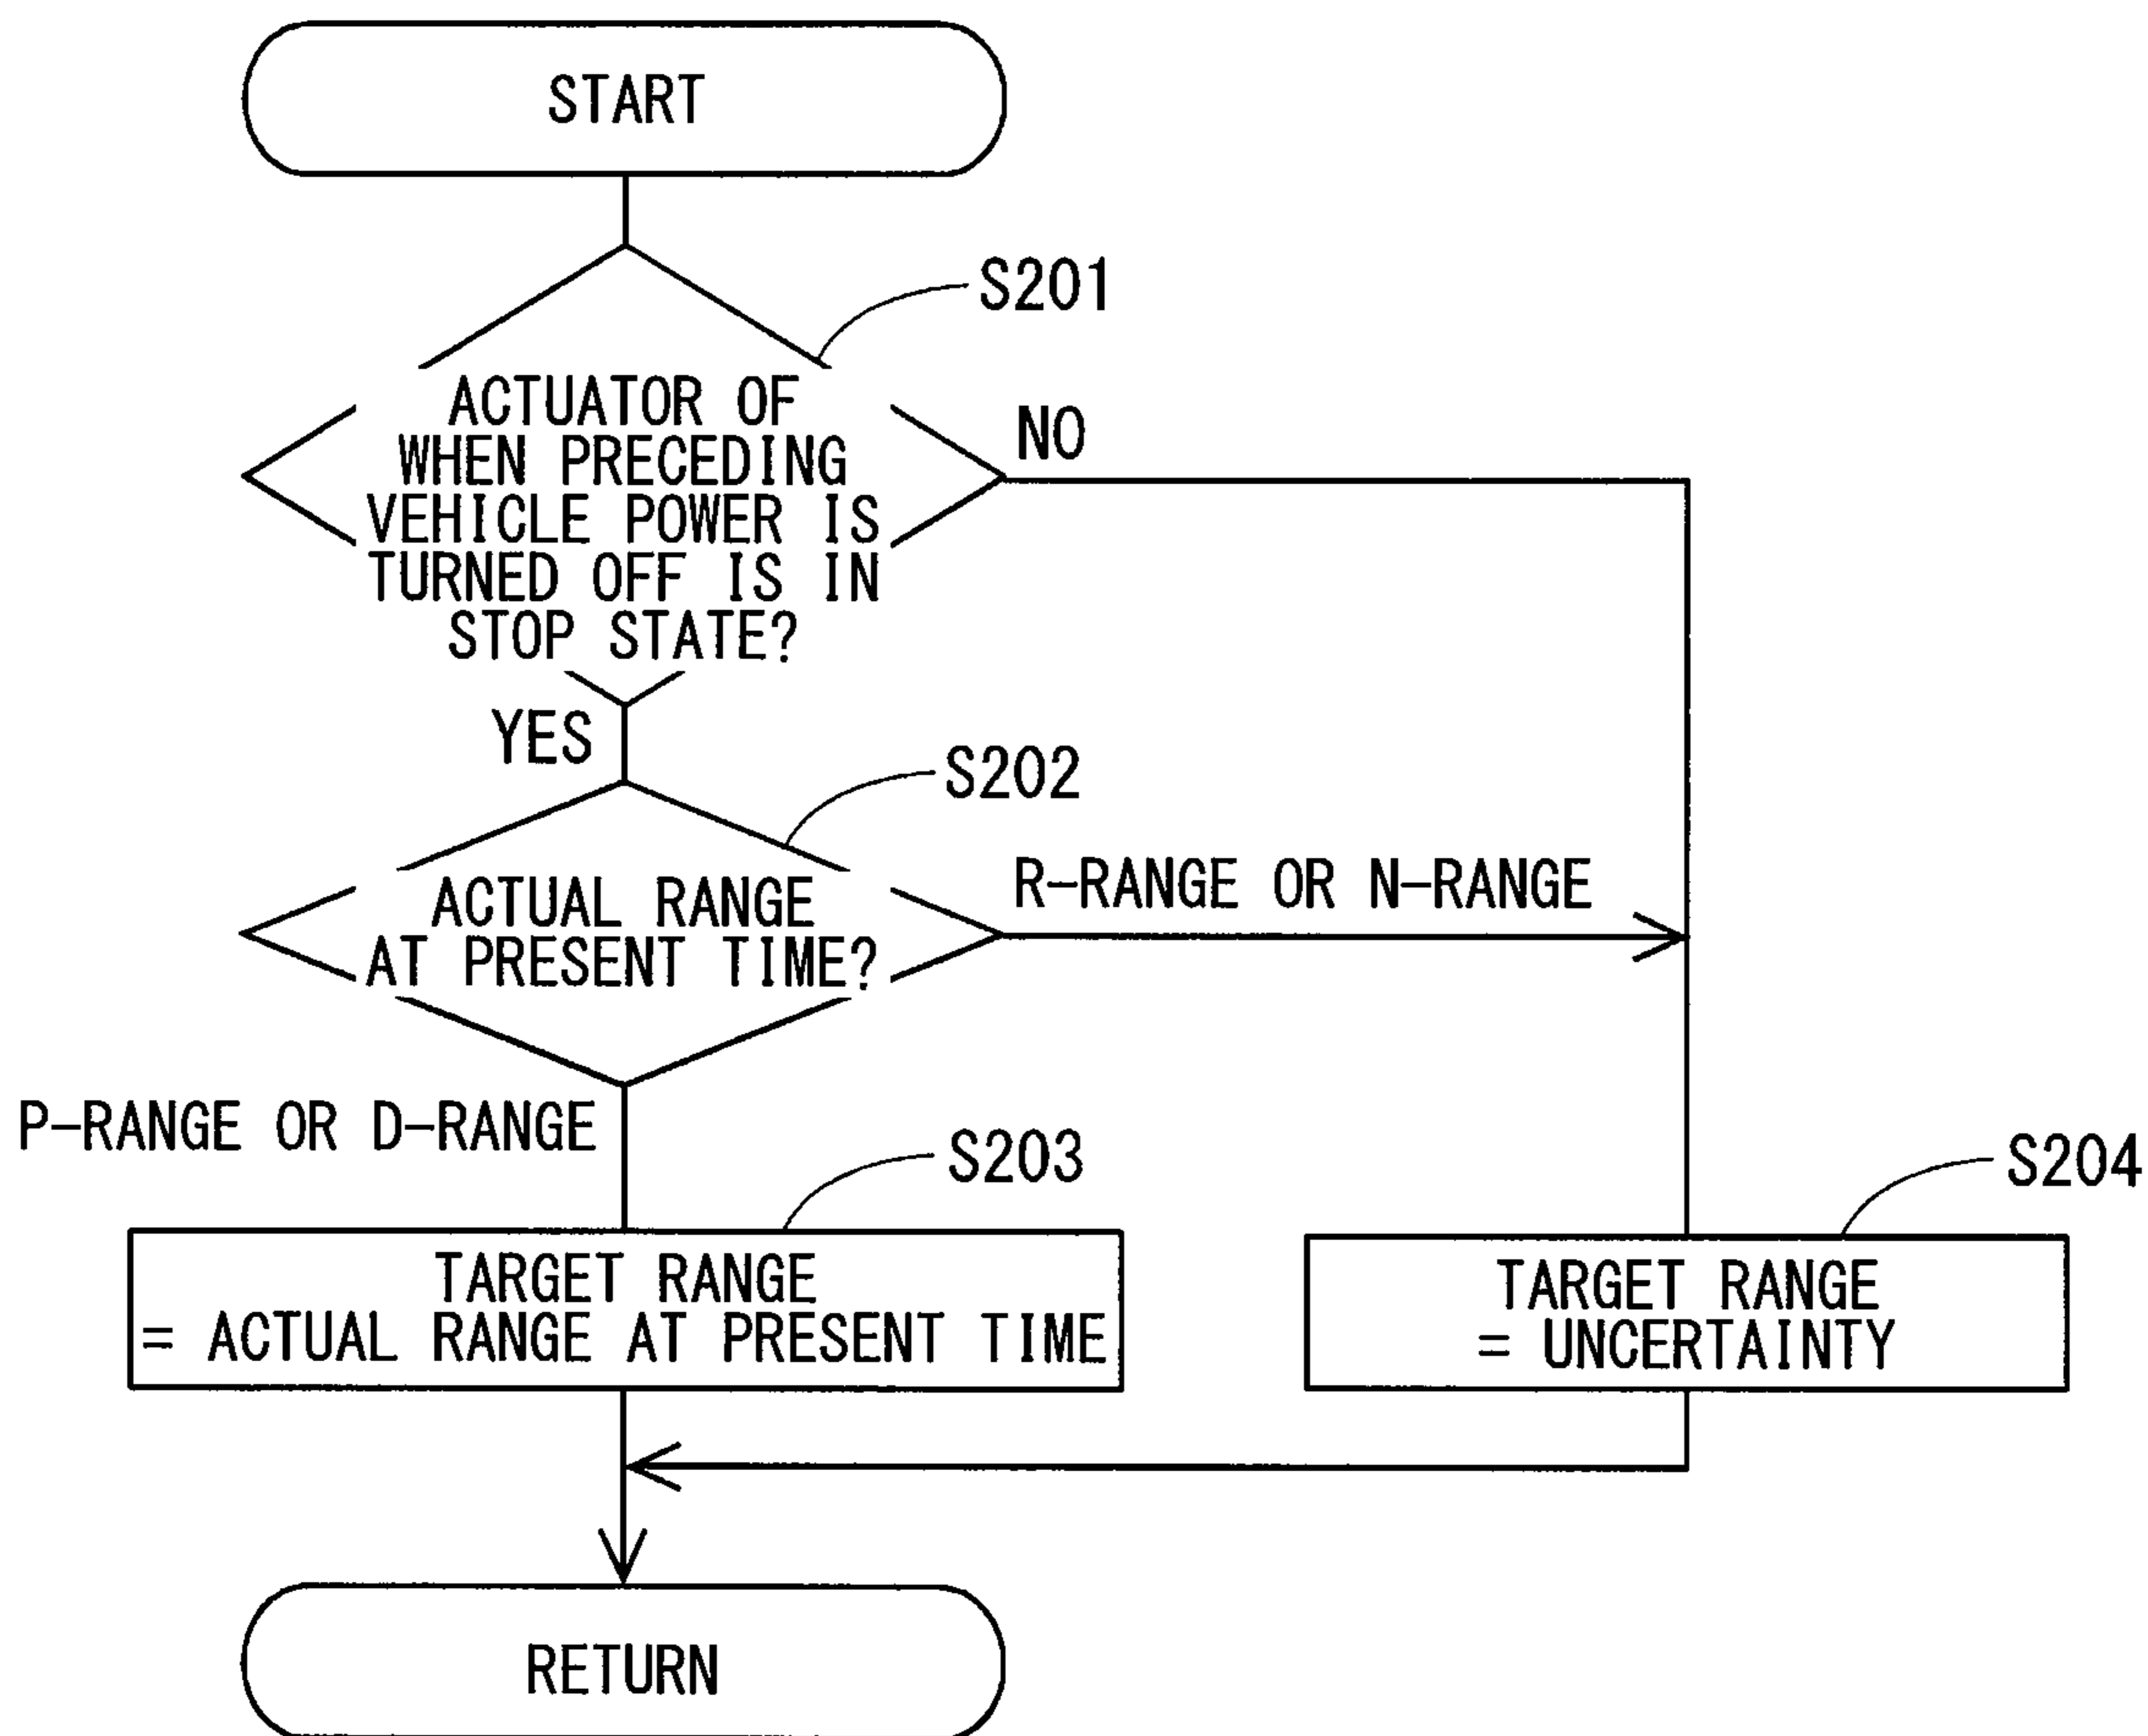 START
S201
ACTUATOR OF
WHEN PRECEDING
VEHICLE POWER IS
TURNED OFF IS IN
STOP STATE?
NO
YES
S202
ACTUAL RANGE
AT PRESENT TIME?
R-RANGE OR N-RANGE
P-RANGE OR D-RANGE
S203
TARGET RANGE
= ACTUAL RANGE AT PRESENT TIME
S204
TARGET RANGE
= UNCERTAINTY
RETURN